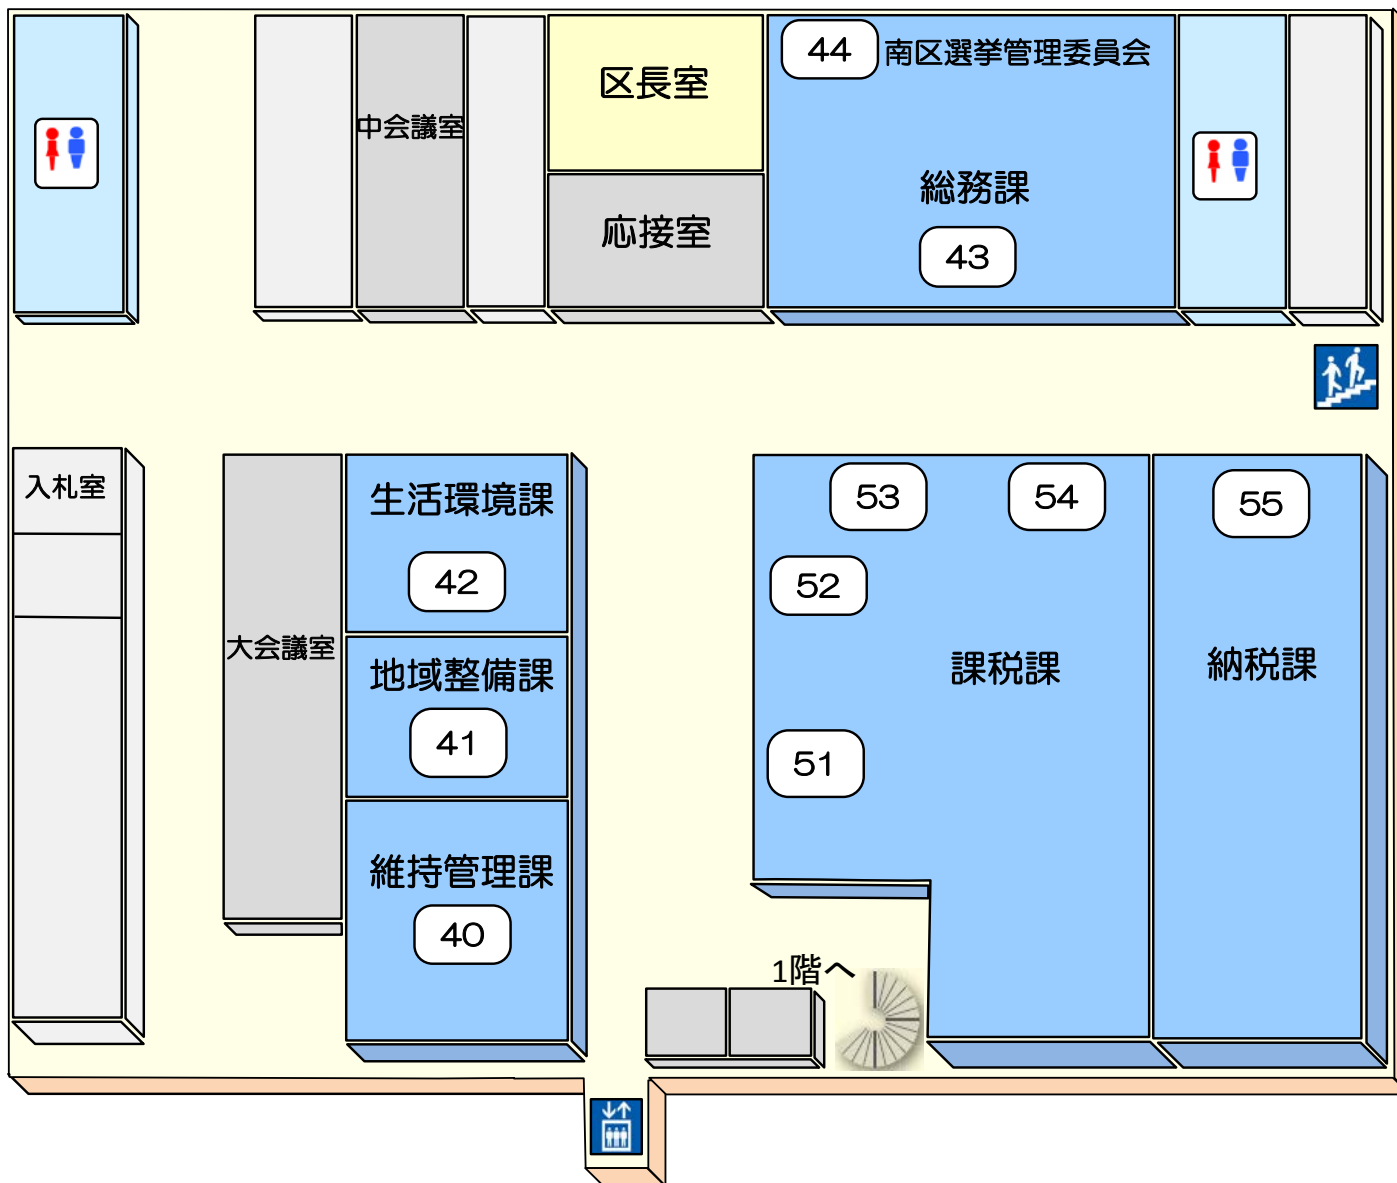 44 南区選挙管理委員会
区長室
中会議室
総務課
応接室
43
入札室
生活環境課
53
54
55
42
52
大会議室
地域整備課
課税課
納税課
41
51
維持管理課
40
1階へ